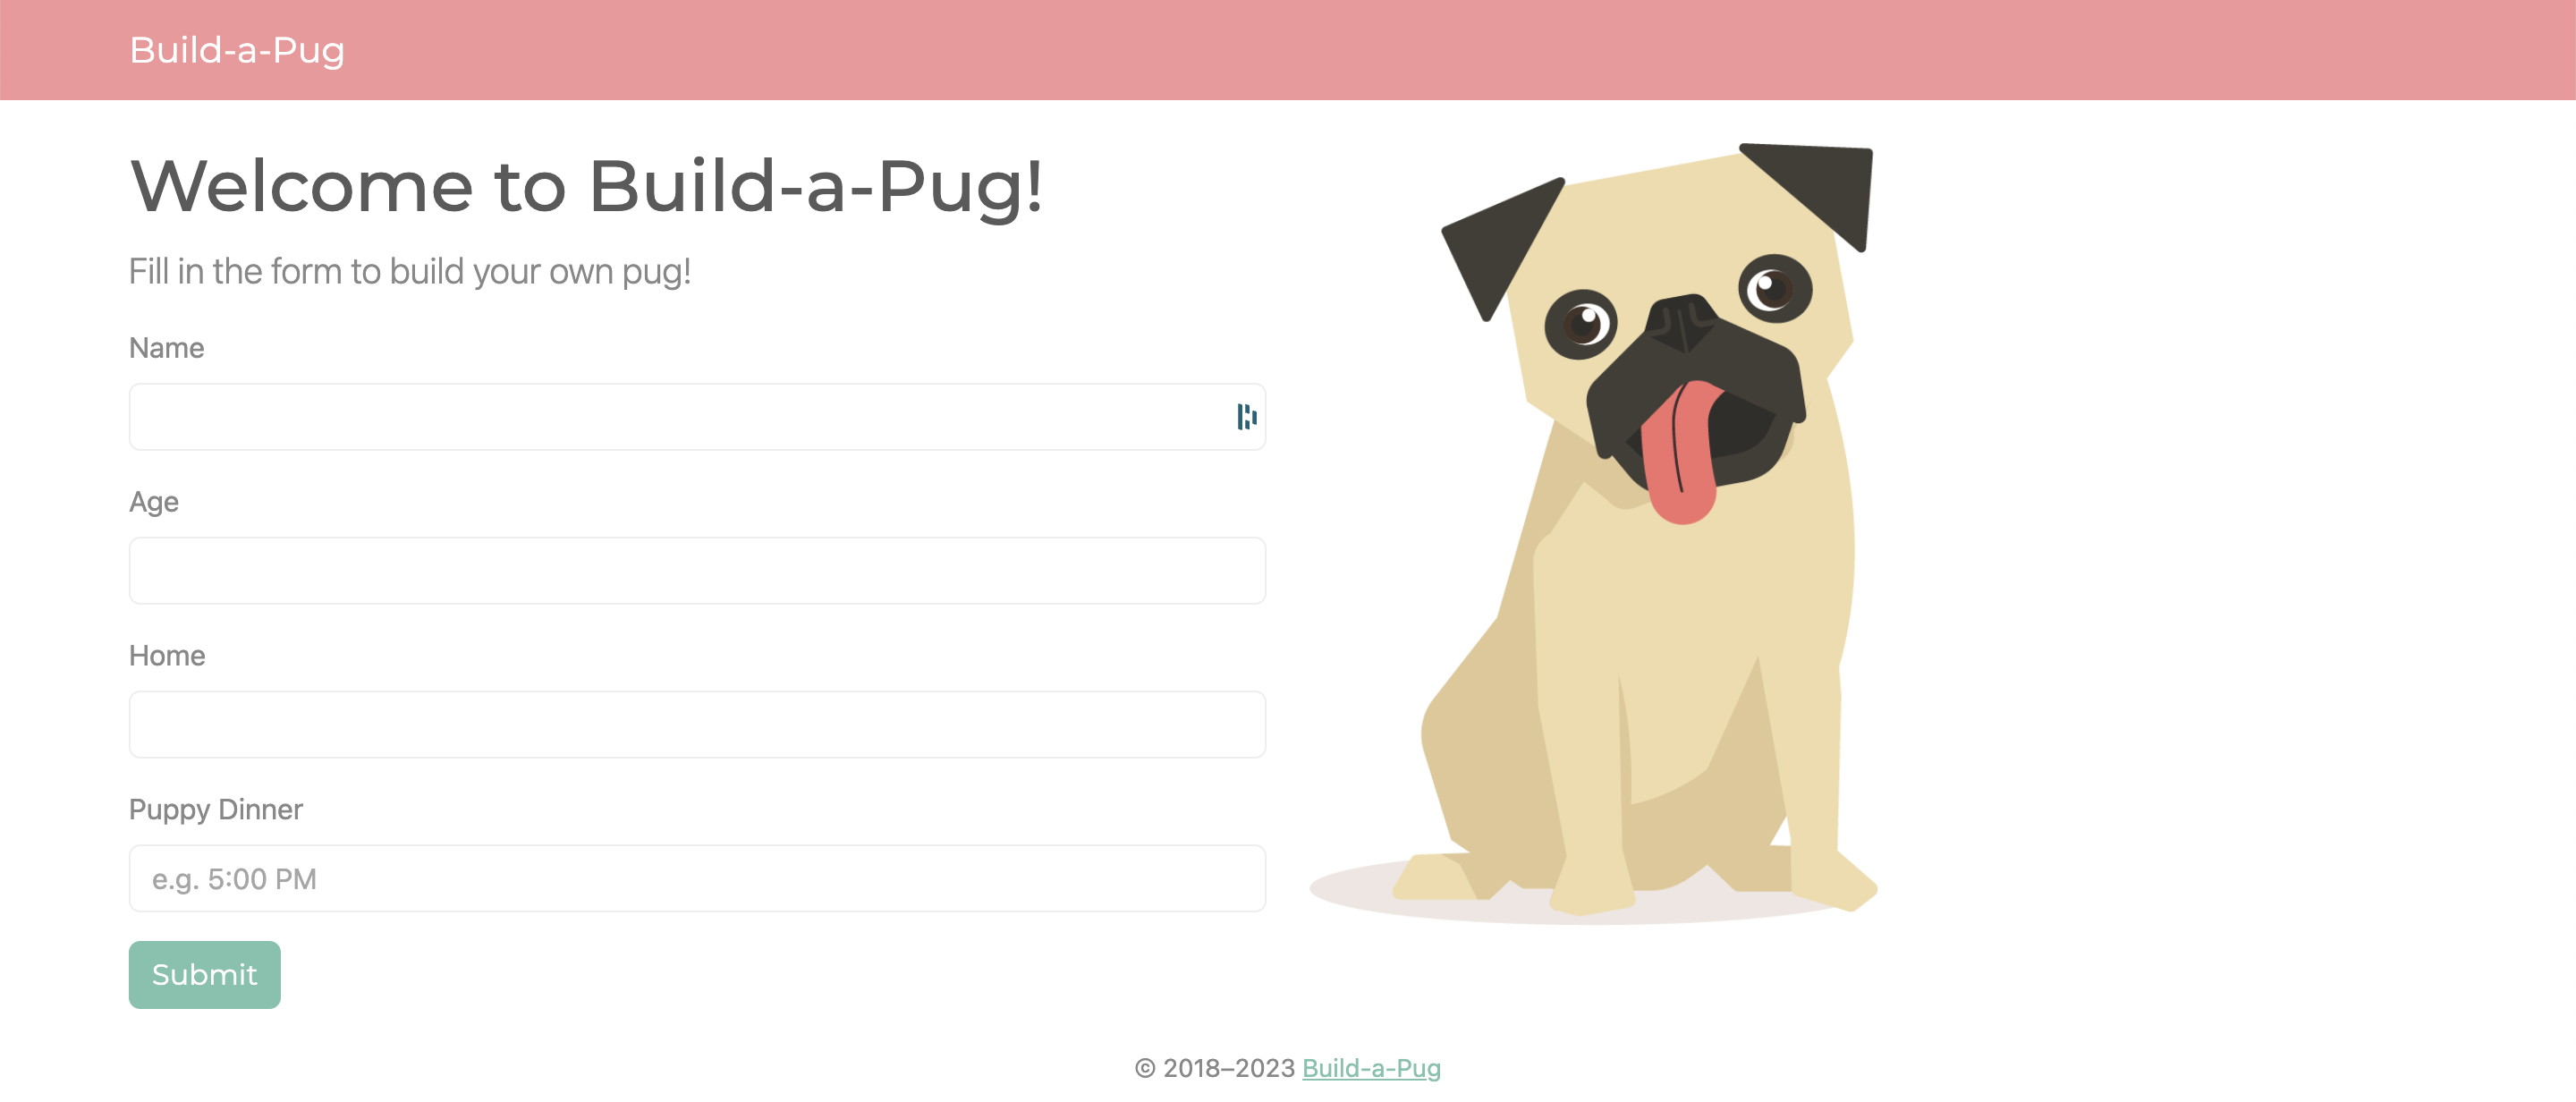 Build-a-Pug
Welcome to Build-a-Pug!
Fill in the form to build your own pug!
Name
Age
Home
Puppy Dinner
e.g. 5:00 PM
Submit
© 2018–2023 Build-a-Pug